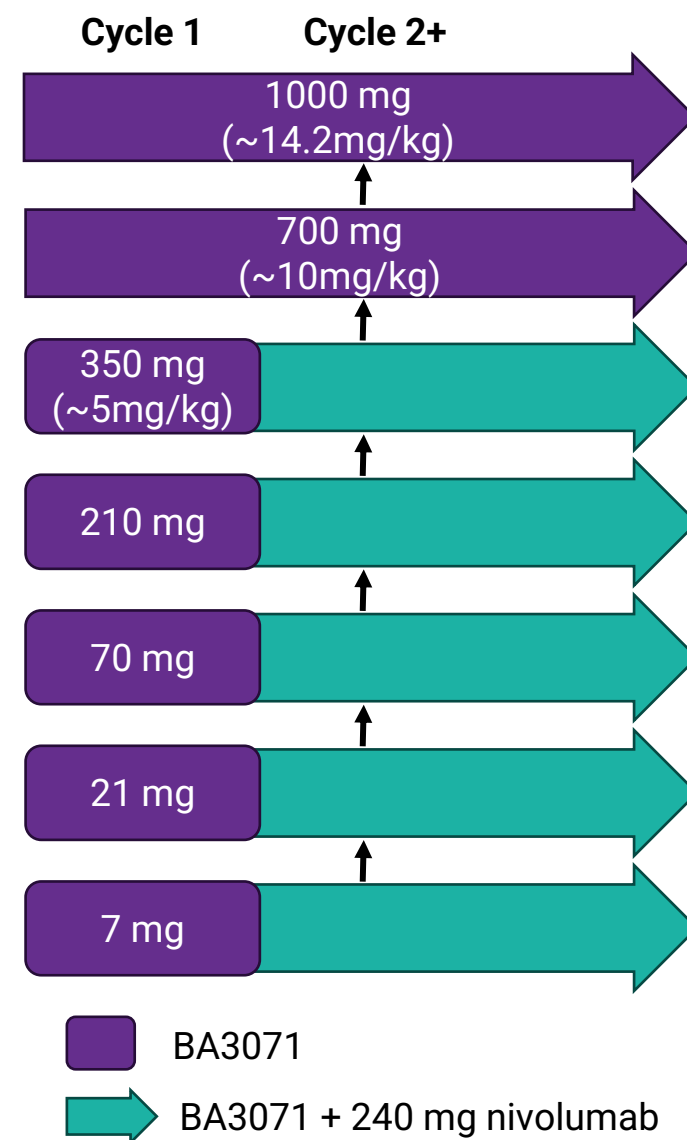 Cycle 1 Cycle 2+
1000 mg
(~14.2mg/kg)
700 mg
(~10mg/kg)
350 mg
(~5mg/kg)
210 mg
70 mg
21 mg
7 mg
BA3071
BA3071 + 240 mg nivolumab